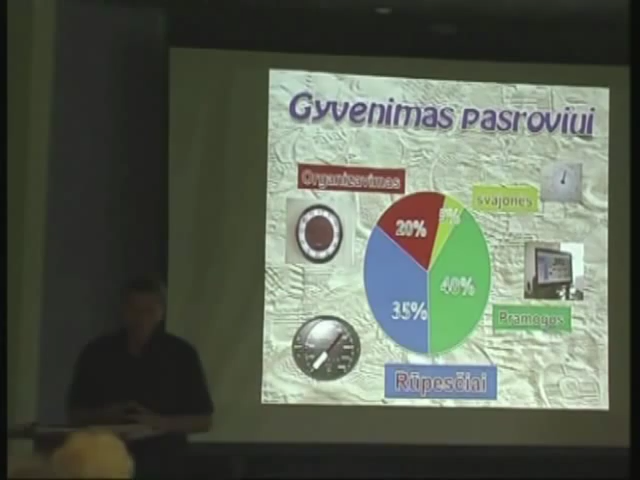 Gyvenimas pasroviui
Organizavimas
svajonės
20%
5%
40%
35%
Pramogos
Rūpesčiai